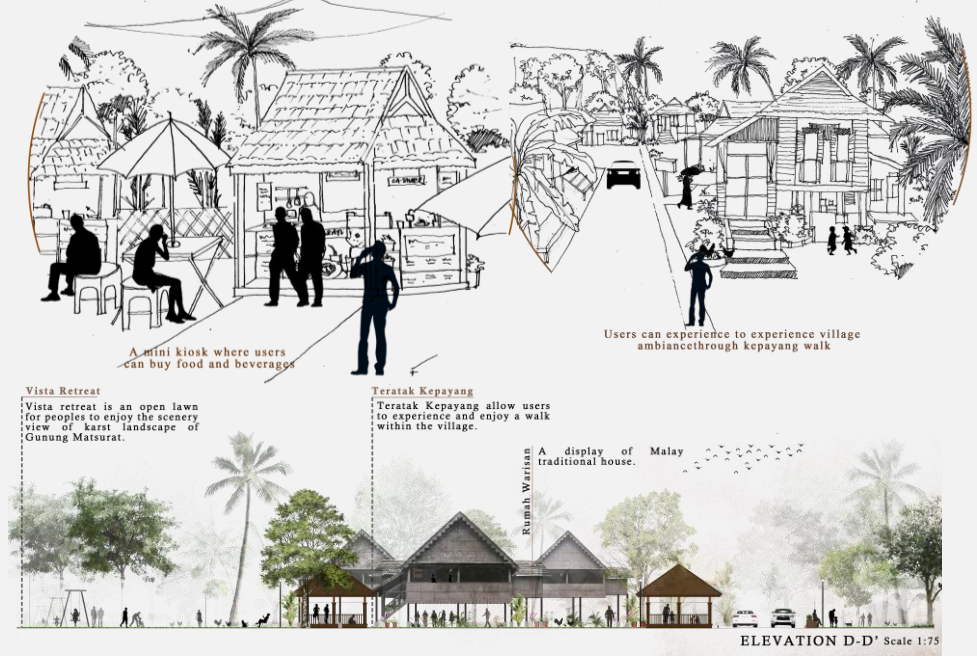 A mini kiosk where users
can buy food and beverages
Users can experience to experience village
ambiancethrough kepayang walk
Vista Retreat
Vista retreat is an open lawn
for peoples to enjoy the scenery
view of karst landscape of
Gunung Matsurat.
Teratak Kepayang
Teratak Kepayang allow users
to experience and enjoy a walk
within the village.
Rumah Warisan
A display of Malay
traditional house.
ELEVATION D-D' Scale 1:75